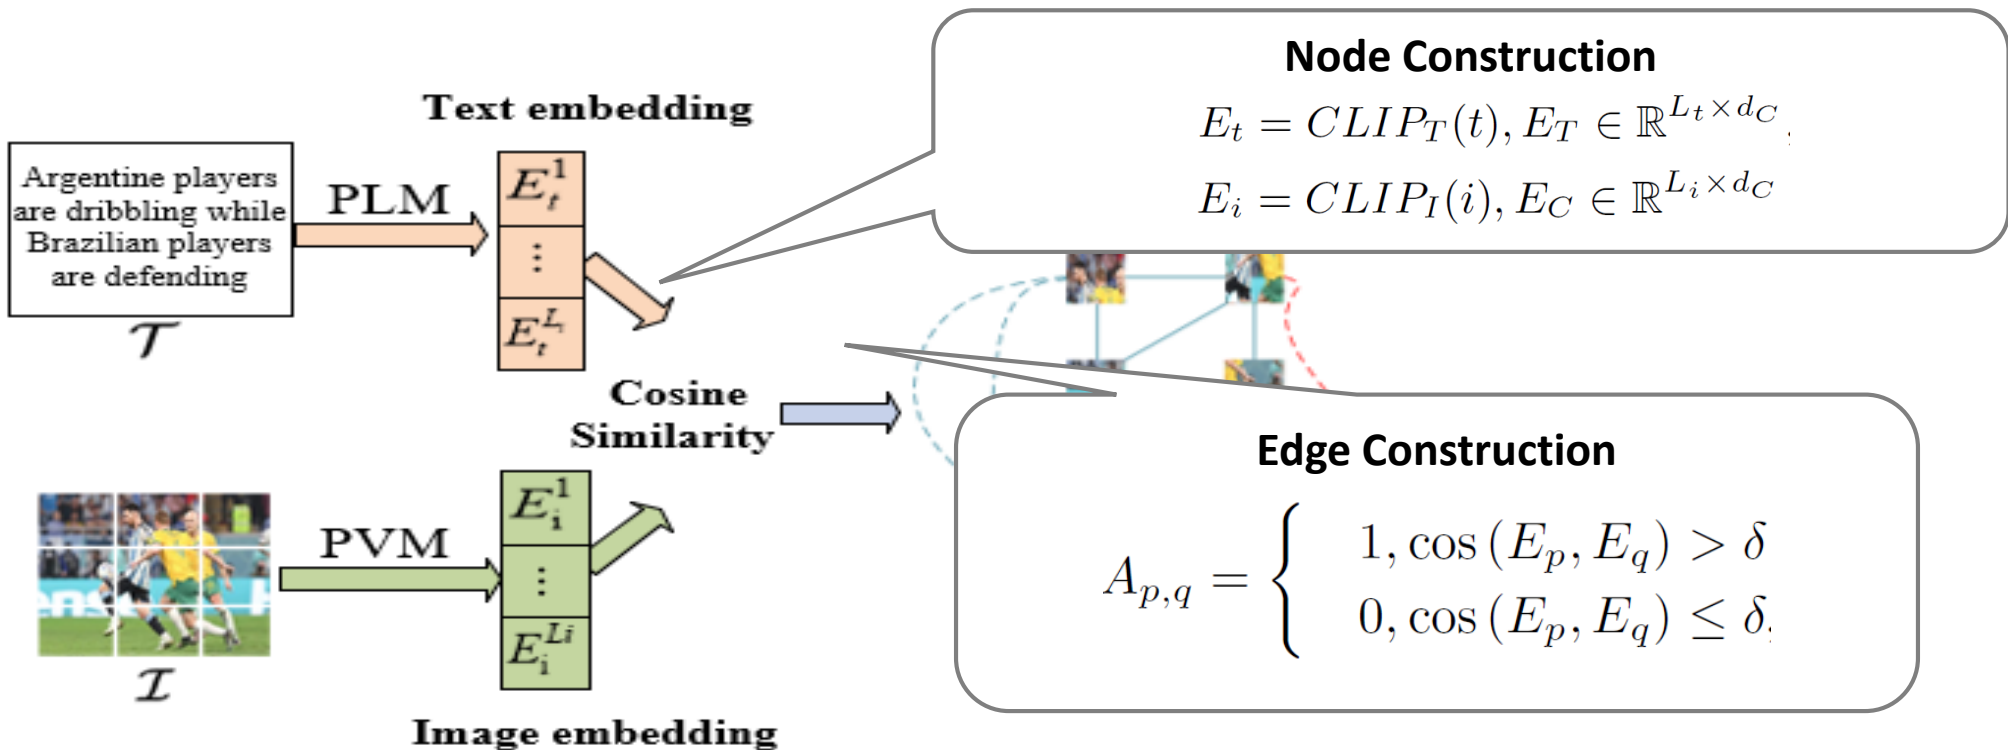 Node Construction
E_t = CLIP_T(t), E_T ∈ ℝ^{L_t×d_C},
E_i = CLIP_I(i), E_C ∈ ℝ^{L_i×d_C}
Text embedding
Argentine players
are dribbling while
Brazilian players
are defending
𝒯
PLM
E_t^1
⋮
E_t^{L_t}
Cosine
Similarity
Edge Construction
A_{p,q} = {
1, cos (E_p, E_q) > δ
0, cos (E_p, E_q) ≤ δ,
ens
ℐ
PVM
E_i^1
⋮
E_i^{Li}
Image embedding